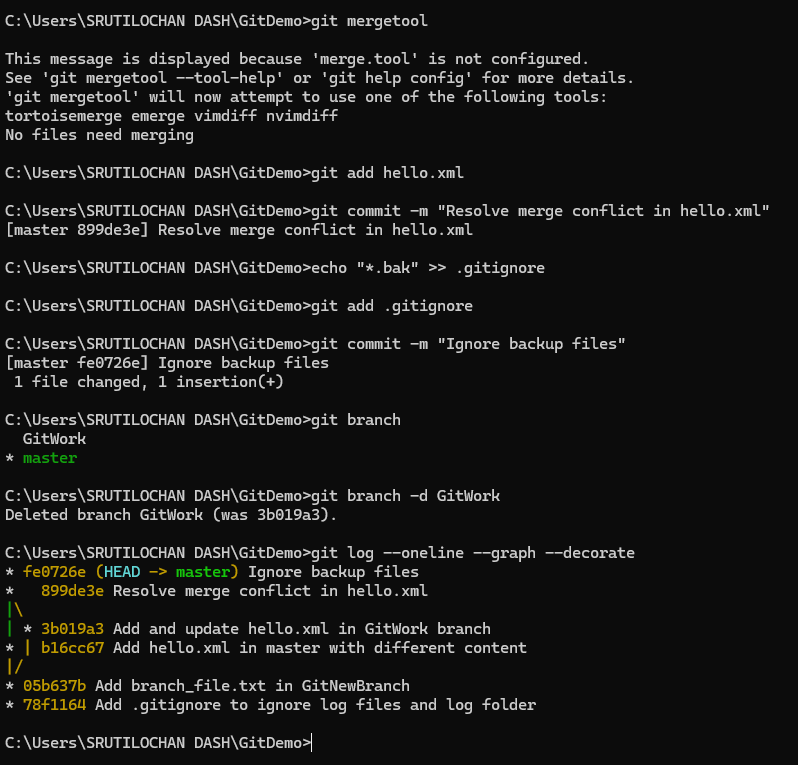 C:\Users\SRUTILOCHAN DASH\GitDemo>git mergetool
This message is displayed because 'merge.tool' is not configured.
See 'git mergetool --tool-help' or 'git help config' for more details.
'git mergetool' will now attempt to use one of the following tools:
tortoisemerge emerge vimdiff nvimdiff
No files need merging
C:\Users\SRUTILOCHAN DASH\GitDemo>git add hello.xml
C:\Users\SRUTILOCHAN DASH\GitDemo>git commit -m "Resolve merge conflict in hello.xml"
[master 899de3e] Resolve merge conflict in hello.xml
C:\Users\SRUTILOCHAN DASH\GitDemo>echo "*.bak" >> .gitignore
C:\Users\SRUTILOCHAN DASH\GitDemo>git add .gitignore
C:\Users\SRUTILOCHAN DASH\GitDemo>git commit -m "Ignore backup files"
[master fe0726e] Ignore backup files
 1 file changed, 1 insertion(+)
C:\Users\SRUTILOCHAN DASH\GitDemo>git branch
  GitWork
* master
C:\Users\SRUTILOCHAN DASH\GitDemo>git branch -d GitWork
Deleted branch GitWork (was 3b019a3).
C:\Users\SRUTILOCHAN DASH\GitDemo>git log --oneline --graph --decorate
* fe0726e (HEAD -> master) Ignore backup files
*   899de3e Resolve merge conflict in hello.xml
|\
| * 3b019a3 Add and update hello.xml in GitWork branch
* | b16cc67 Add hello.xml in master with different content
|/
* 05b637b Add branch_file.txt in GitNewBranch
* 78f1164 Add .gitignore to ignore log files and log folder
C:\Users\SRUTILOCHAN DASH\GitDemo>